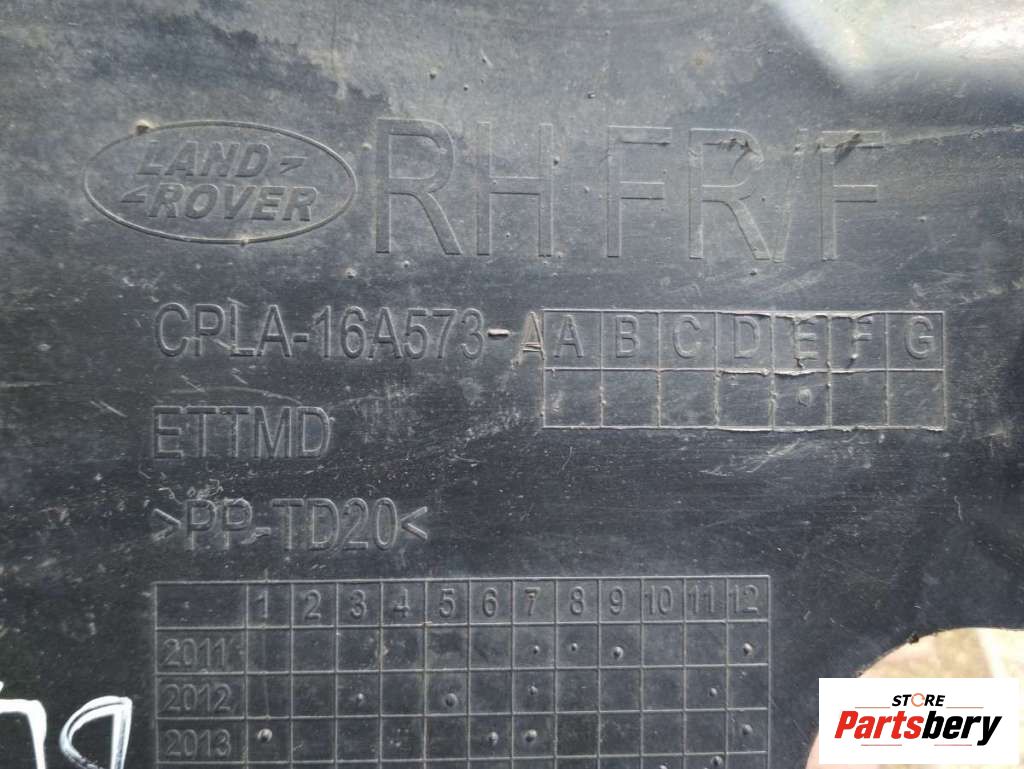 LAND
ROVER
RH FR/F
CPLA-16A573-A
A B C D E F G
ETTMD
>PP-TD20<
1 2 3 4 5 6 7 8 9 10 11 12
2011
2012
2013
STORE
Partsbery